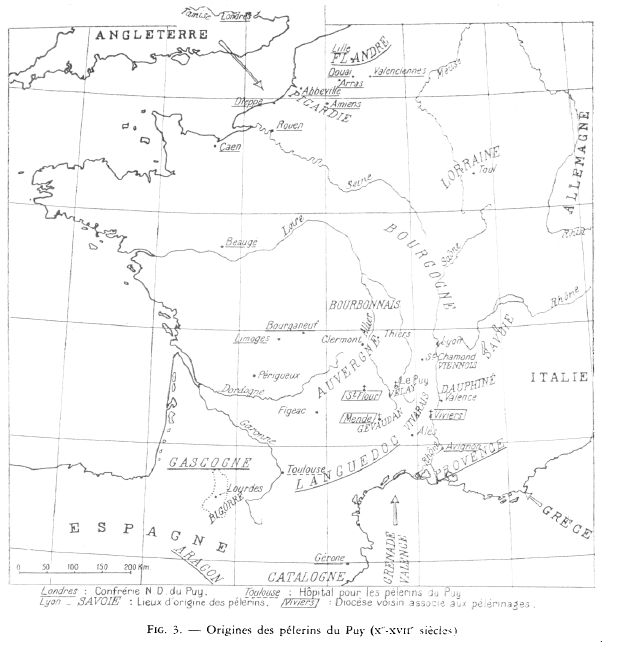 Tamise Londres
ANGLETERRE
Lille
FLANDRE
Douai
Valenciennes
Arras
Abbeville
PICARDIE
Amiens
Dieppe
Meuse
Rouen
Caen
Seine
LORRAINE
Toul
ALLEMAGNE
Rhin
Loire
Beauge
BOURGOGNE
Saône
Rhône
BOURBONNAIS
Bourganeuf
Limoges
Clermont
Allier
Thiers
Lyon
St Chamond
VIENNOIS
SAVOIE
AUVERGNE
Périgueux
Dordogne
St Flour
Le Puy
VELAY
DAUPHINÉ
Valence
ITALIE
Figeac
Mende
GÉVAUDAN
VIVARAIS
Viviers
Garonne
Alès
Avignon
Rhône
PROVENCE
GASCOGNE
Toulouse
LANGUEDOC
Lourdes
BIGORRE
GRÈCE
ESPAGNE
ARAGON
Gérone
CATALOGNE
GRENADE
VALENCE
0 50 100 150 200 Km
Londres : Confrérie N.D. du Puy. Toulouse : Hôpital pour les pèlerins du Puy
Lyon _ SAVOIE : Lieux d'origine des pèlerins. Viviers : Diocèse voisin associé aux pèlerinages.
FIG. 3. — Origines des pélerins du Puy (Xe-XVIIe siècles)